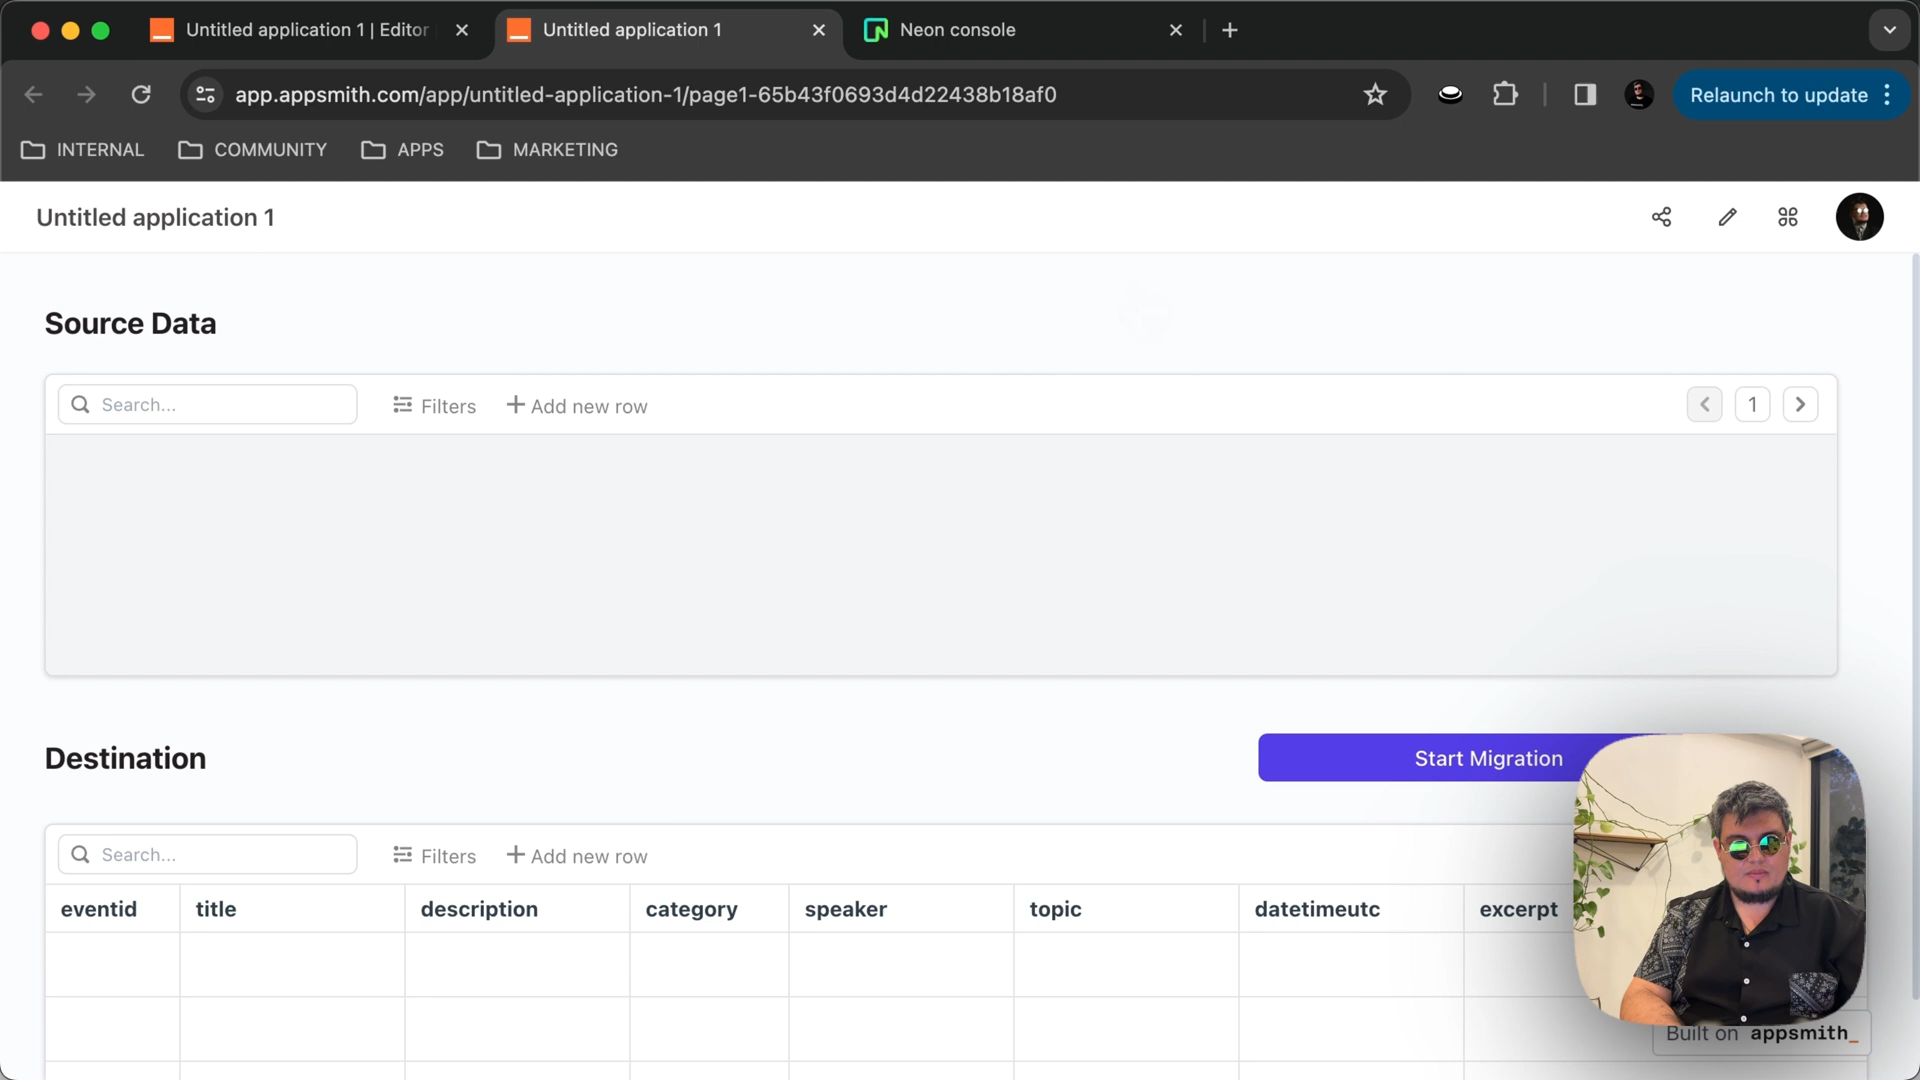 Untitled application 1 | Editor
Untitled application 1
Neon console
app.appsmith.com/app/untitled-application-1/page1-65b43f0693d4d22438b18af0
Relaunch to update
INTERNAL
COMMUNITY
APPS
MARKETING
Untitled application 1
Source Data
Search...
Filters
Add new row
1
Destination
Start Migration
Search...
Filters
Add new row
eventid
title
description
category
speaker
topic
datetimeutc
excerpt
Built on appsmith_